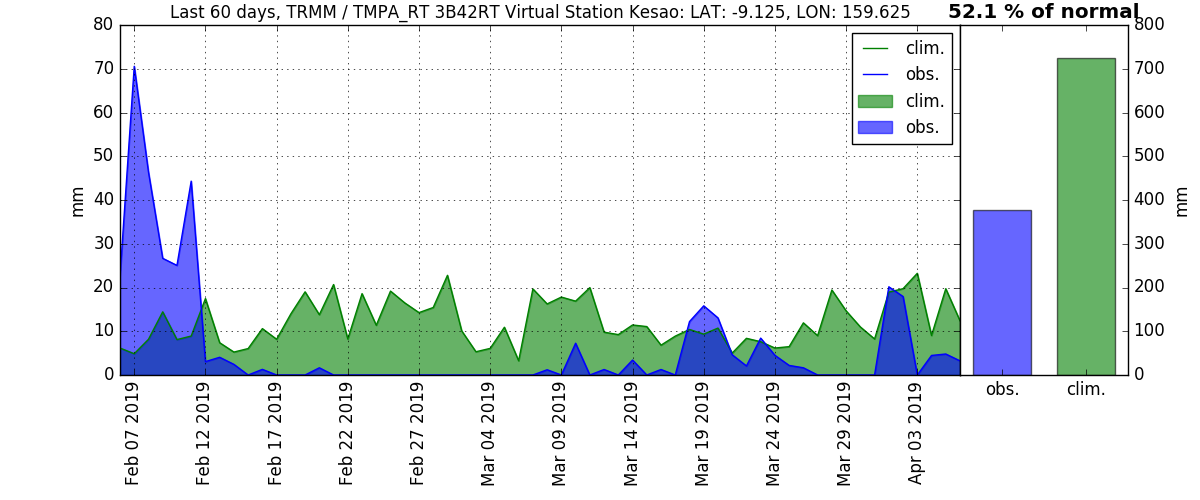 Last 60 days, TRMM / TMPA_RT 3B42RT Virtual Station Kesao: LAT: -9.125, LON: 159.625
52.1 % of normal
clim.
obs.
clim.
obs.
80
70
60
50
40
30
20
10
0
mm
800
700
600
500
400
300
200
100
0
mm
Feb 07 2019
Feb 12 2019
Feb 17 2019
Feb 22 2019
Feb 27 2019
Mar 04 2019
Mar 09 2019
Mar 14 2019
Mar 19 2019
Mar 24 2019
Mar 29 2019
Apr 03 2019
obs.
clim.